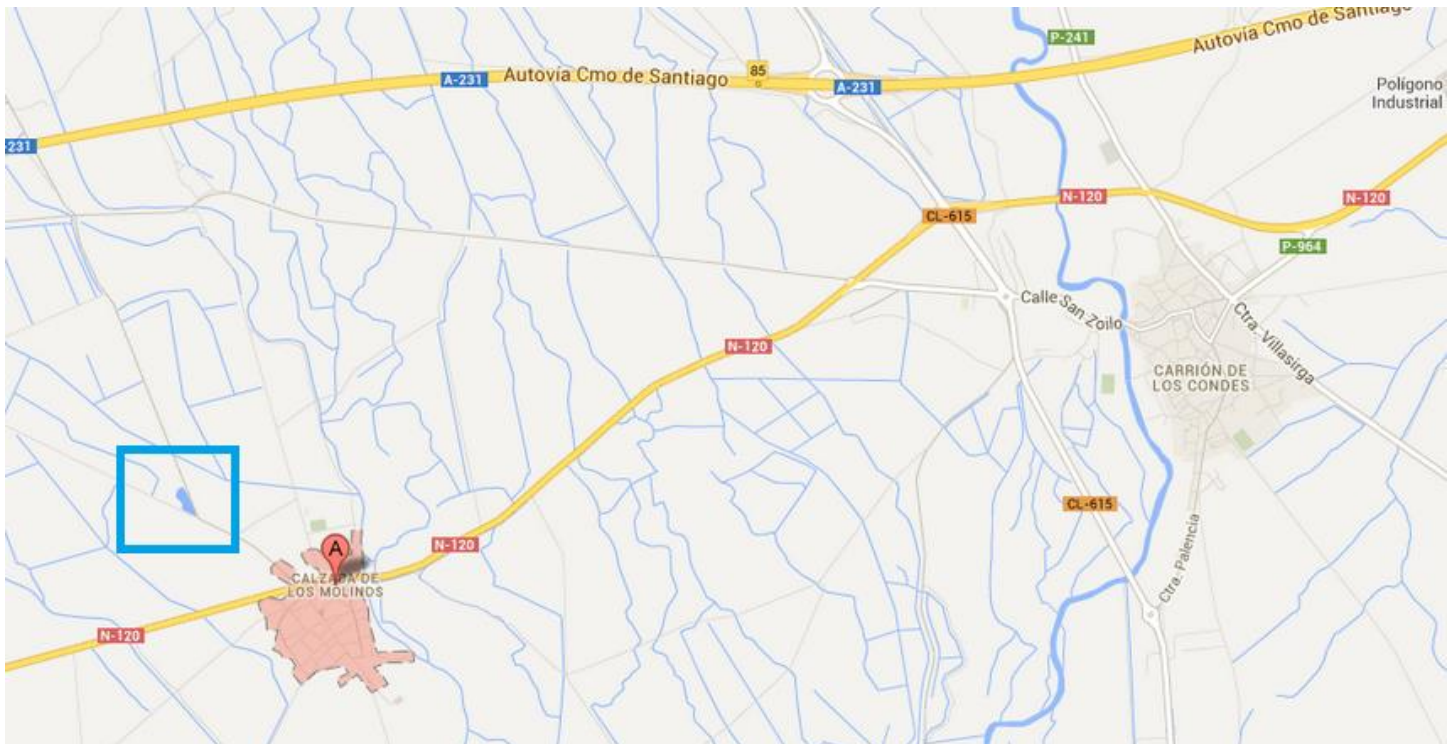 Autovía Cmo de Santiago
P-241
85
Autovía Cmo de Santiago
A-231
A-231
Polígono
Industrial
231
N-120
N-120
CL-615
P-964
Calle San Zoilo
Ctra. Villasirga
N-120
CARRIÓN DE
LOS CONDES
CL-615
Ctra. Palencia
N-120
A
CALZADA DE
LOS MOLINOS
N-120